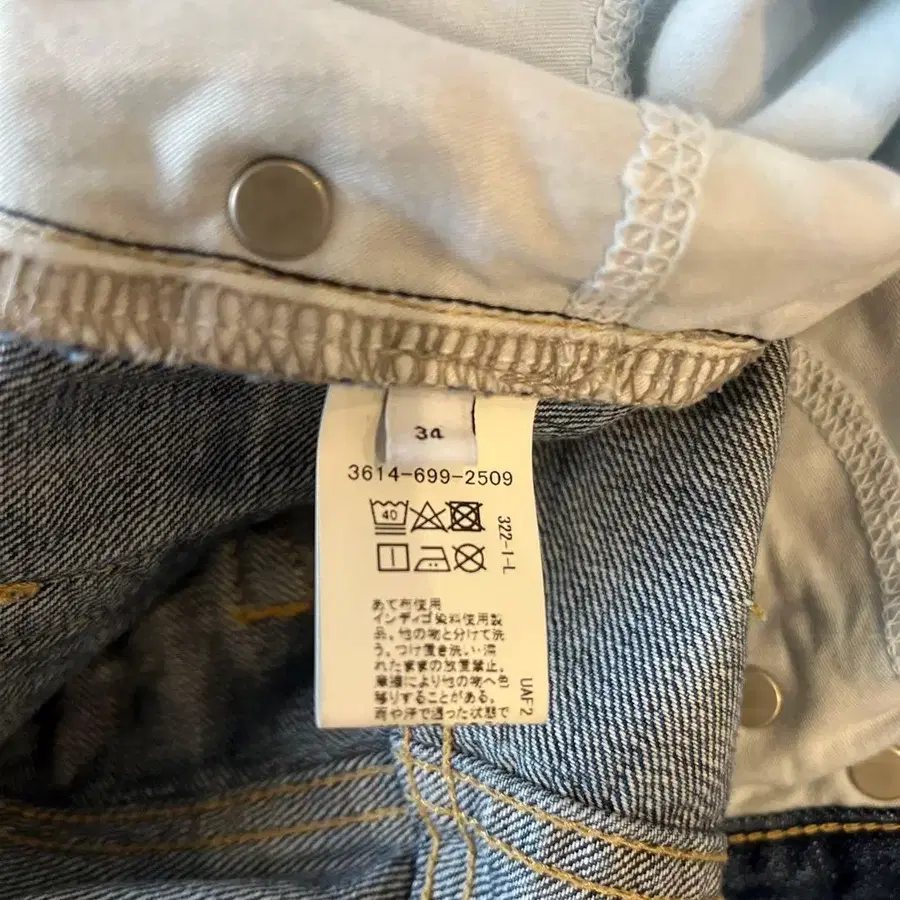 34
3614-699-2509
40
322-I-L
あて布使用
インディゴ染料使用製
品。他の物と分けて洗
う。つけ置き洗い・濡
れたままの放置禁止。
摩擦により他の物へ色
移りすることがある。
雨や汗で湿った状態で
UAF2